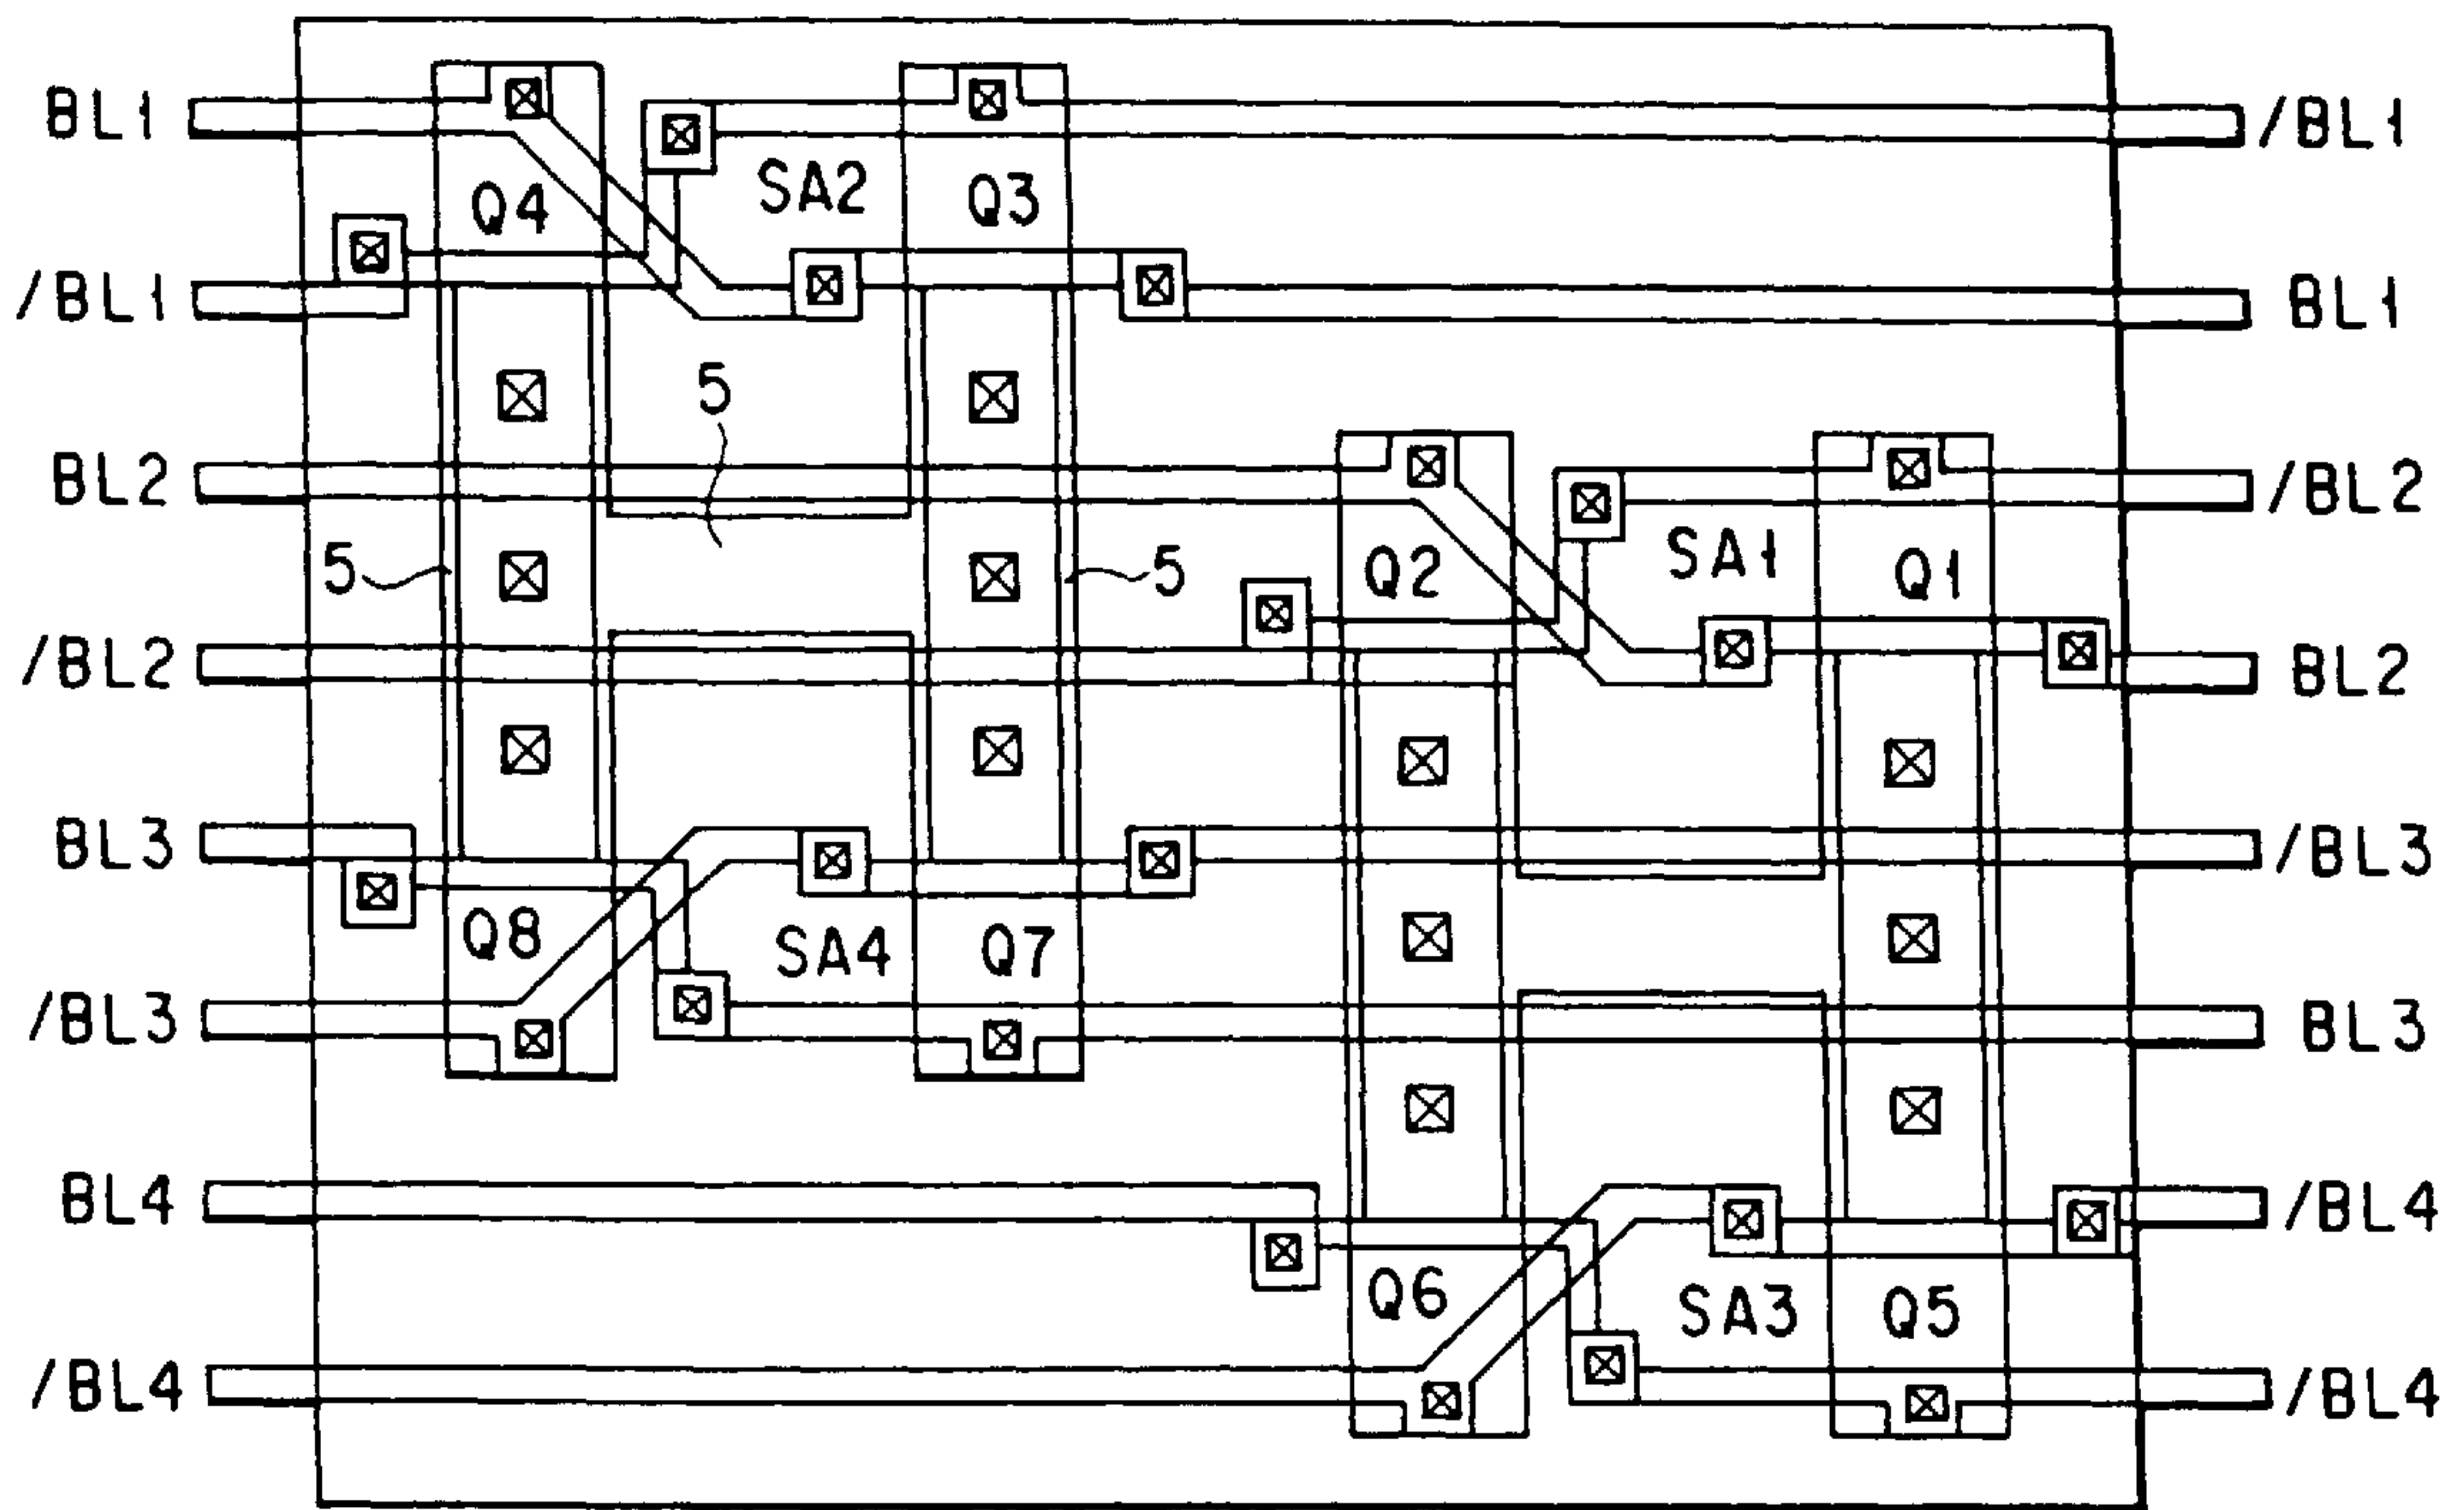 BL1 /BL1
SA2
Q4 Q3
/BL1 BL1
5
BL2 /BL2
5 5 Q2 SA1 Q1
/BL2 BL2
BL3 /BL3
Q8 SA4 Q7
/BL3 BL3
BL4 /BL4
Q6 SA3 Q5
/BL4 /BL4